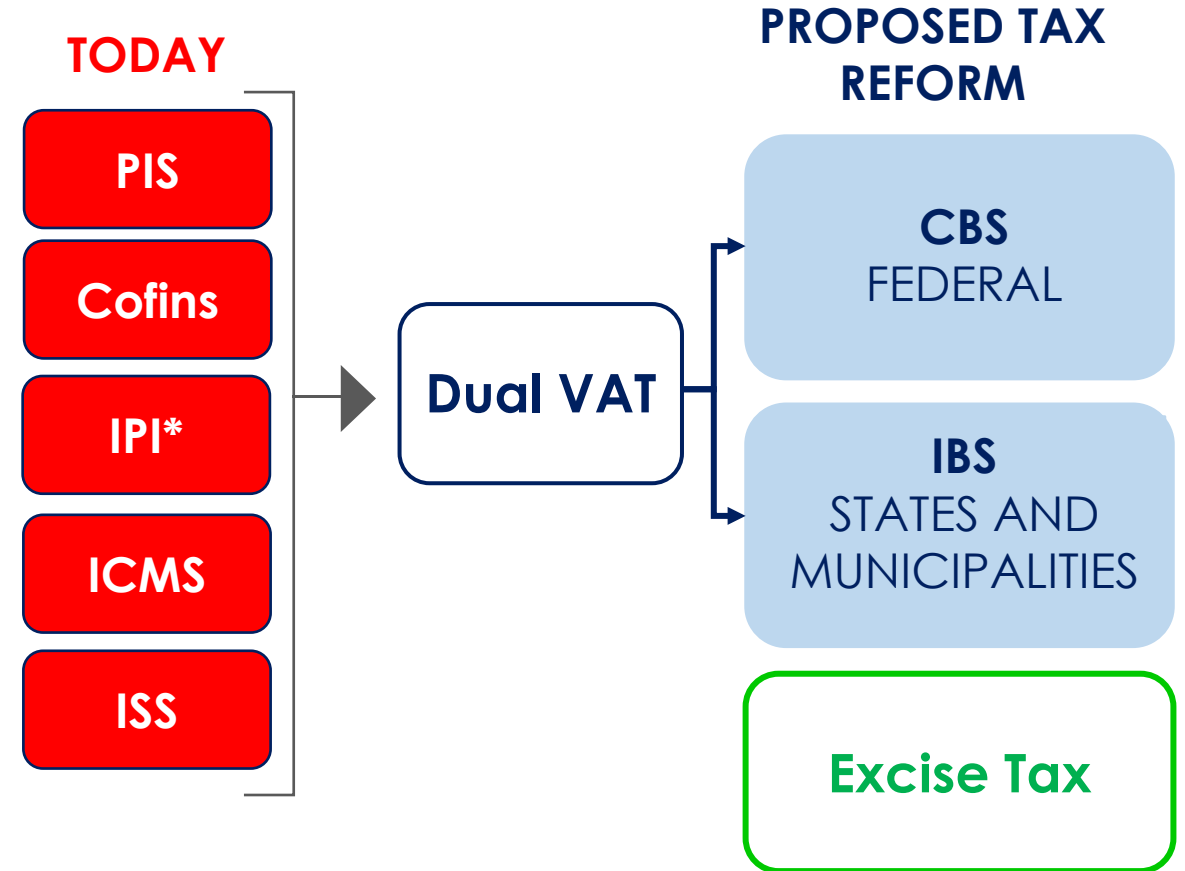 TODAY
PIS
Cofins
IPI*
ICMS
ISS
Dual VAT
PROPOSED TAX
REFORM
CBS
FEDERAL
IBS
STATES AND
MUNICIPALITIES
Excise Tax